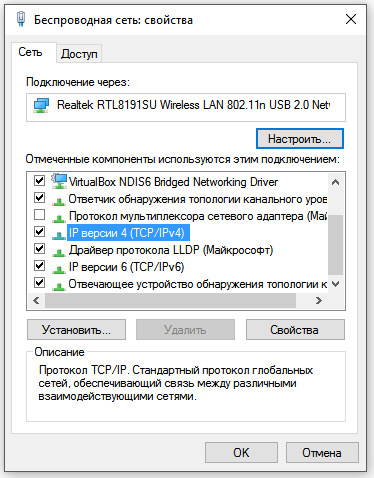 Беспроводная сеть: свойства
Сеть
Доступ
Подключение через:
Realtek RTL8191SU Wireless LAN 802.11n USB 2.0 Netw
Настроить...
Отмеченные компоненты используются этим подключением:
VirtualBox NDIS6 Bridged Networking Driver
Ответчик обнаружения топологии канального уров
Протокол мультиплексора сетевого адаптера (Май
IP версии 4 (TCP/IPv4)
Драйвер протокола LLDP (Майкрософт)
IP версии 6 (TCP/IPv6)
Отвечающее устройство обнаружения топологии к
Установить...
Удалить
Свойства
Описание
Протокол TCP/IP. Стандартный протокол глобальных
сетей, обеспечивающий связь между различными
взаимодействующими сетями.
OK
Отмена